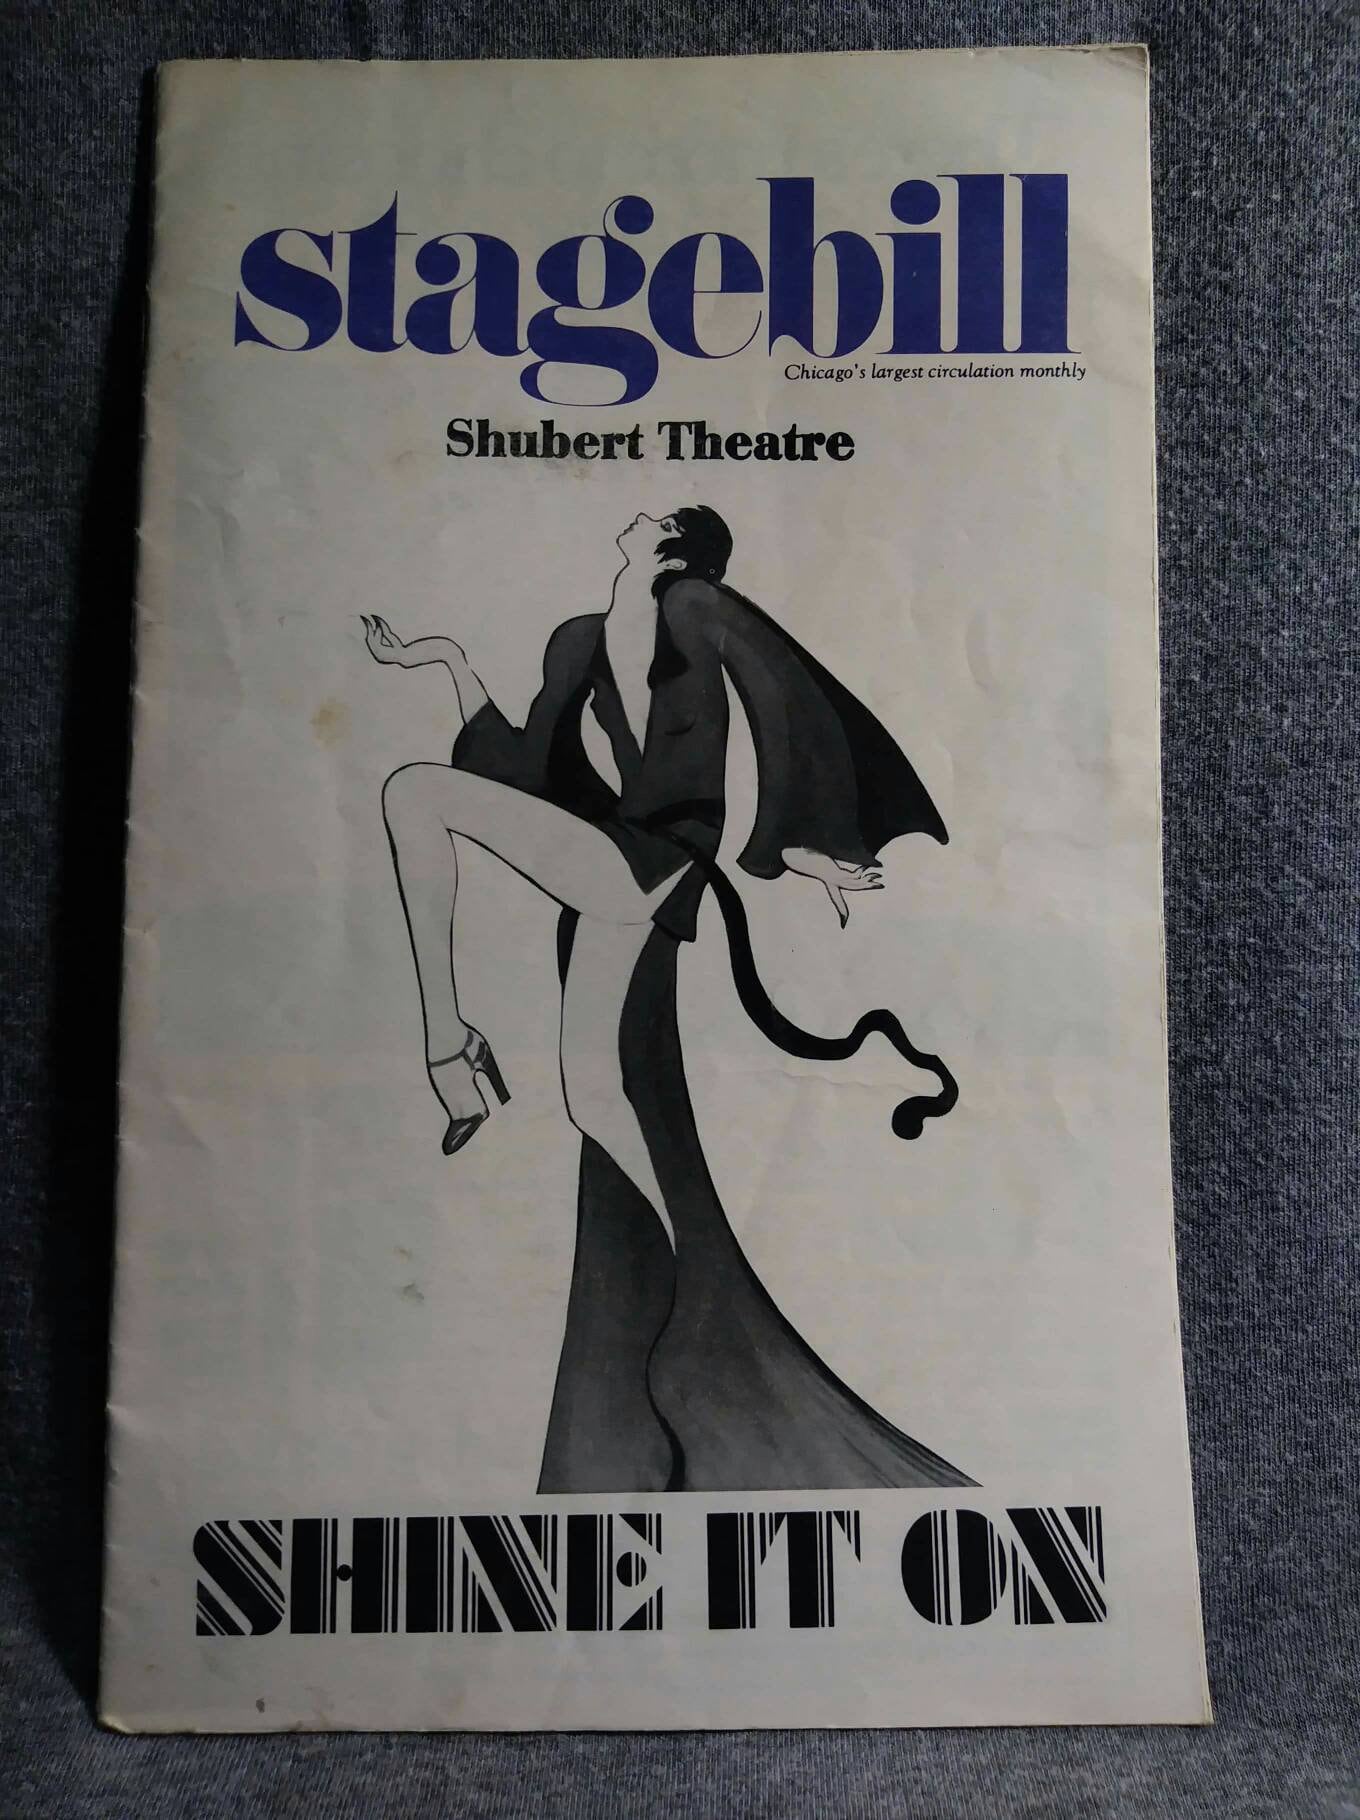 stagebill
Chicago's largest circulation monthly
Shubert Theatre
SHINE IT ON